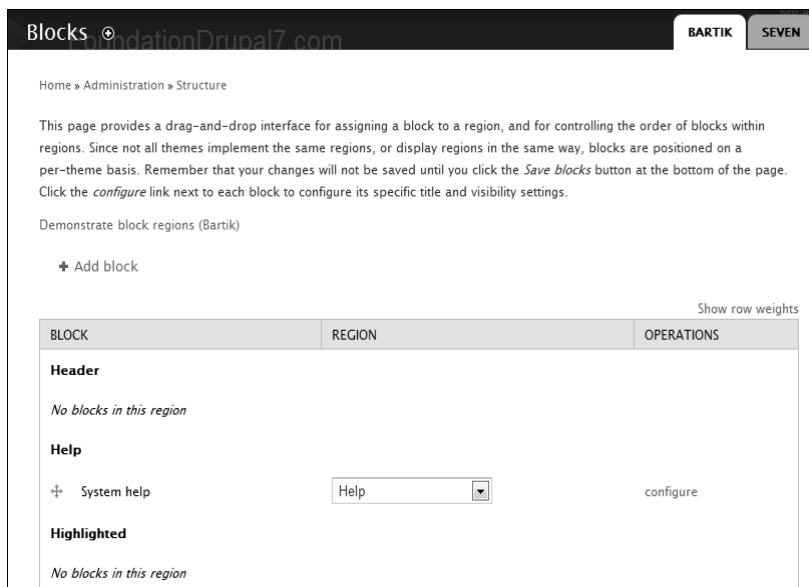 Blocks
FoundationDrupal7.com
BARTIK
SEVEN
Home » Administration » Structure
This page provides a drag-and-drop interface for assigning a block to a region, and for controlling the order of blocks within
regions. Since not all themes implement the same regions, or display regions in the same way, blocks are positioned on a
per-theme basis. Remember that your changes will not be saved until you click the Save blocks button at the bottom of the page.
Click the configure link next to each block to configure its specific title and visibility settings.
Demonstrate block regions (Bartik)
+ Add block
Show row weights
BLOCK REGION OPERATIONS
Header
No blocks in this region
Help
System help Help configure
Highlighted
No blocks in this region